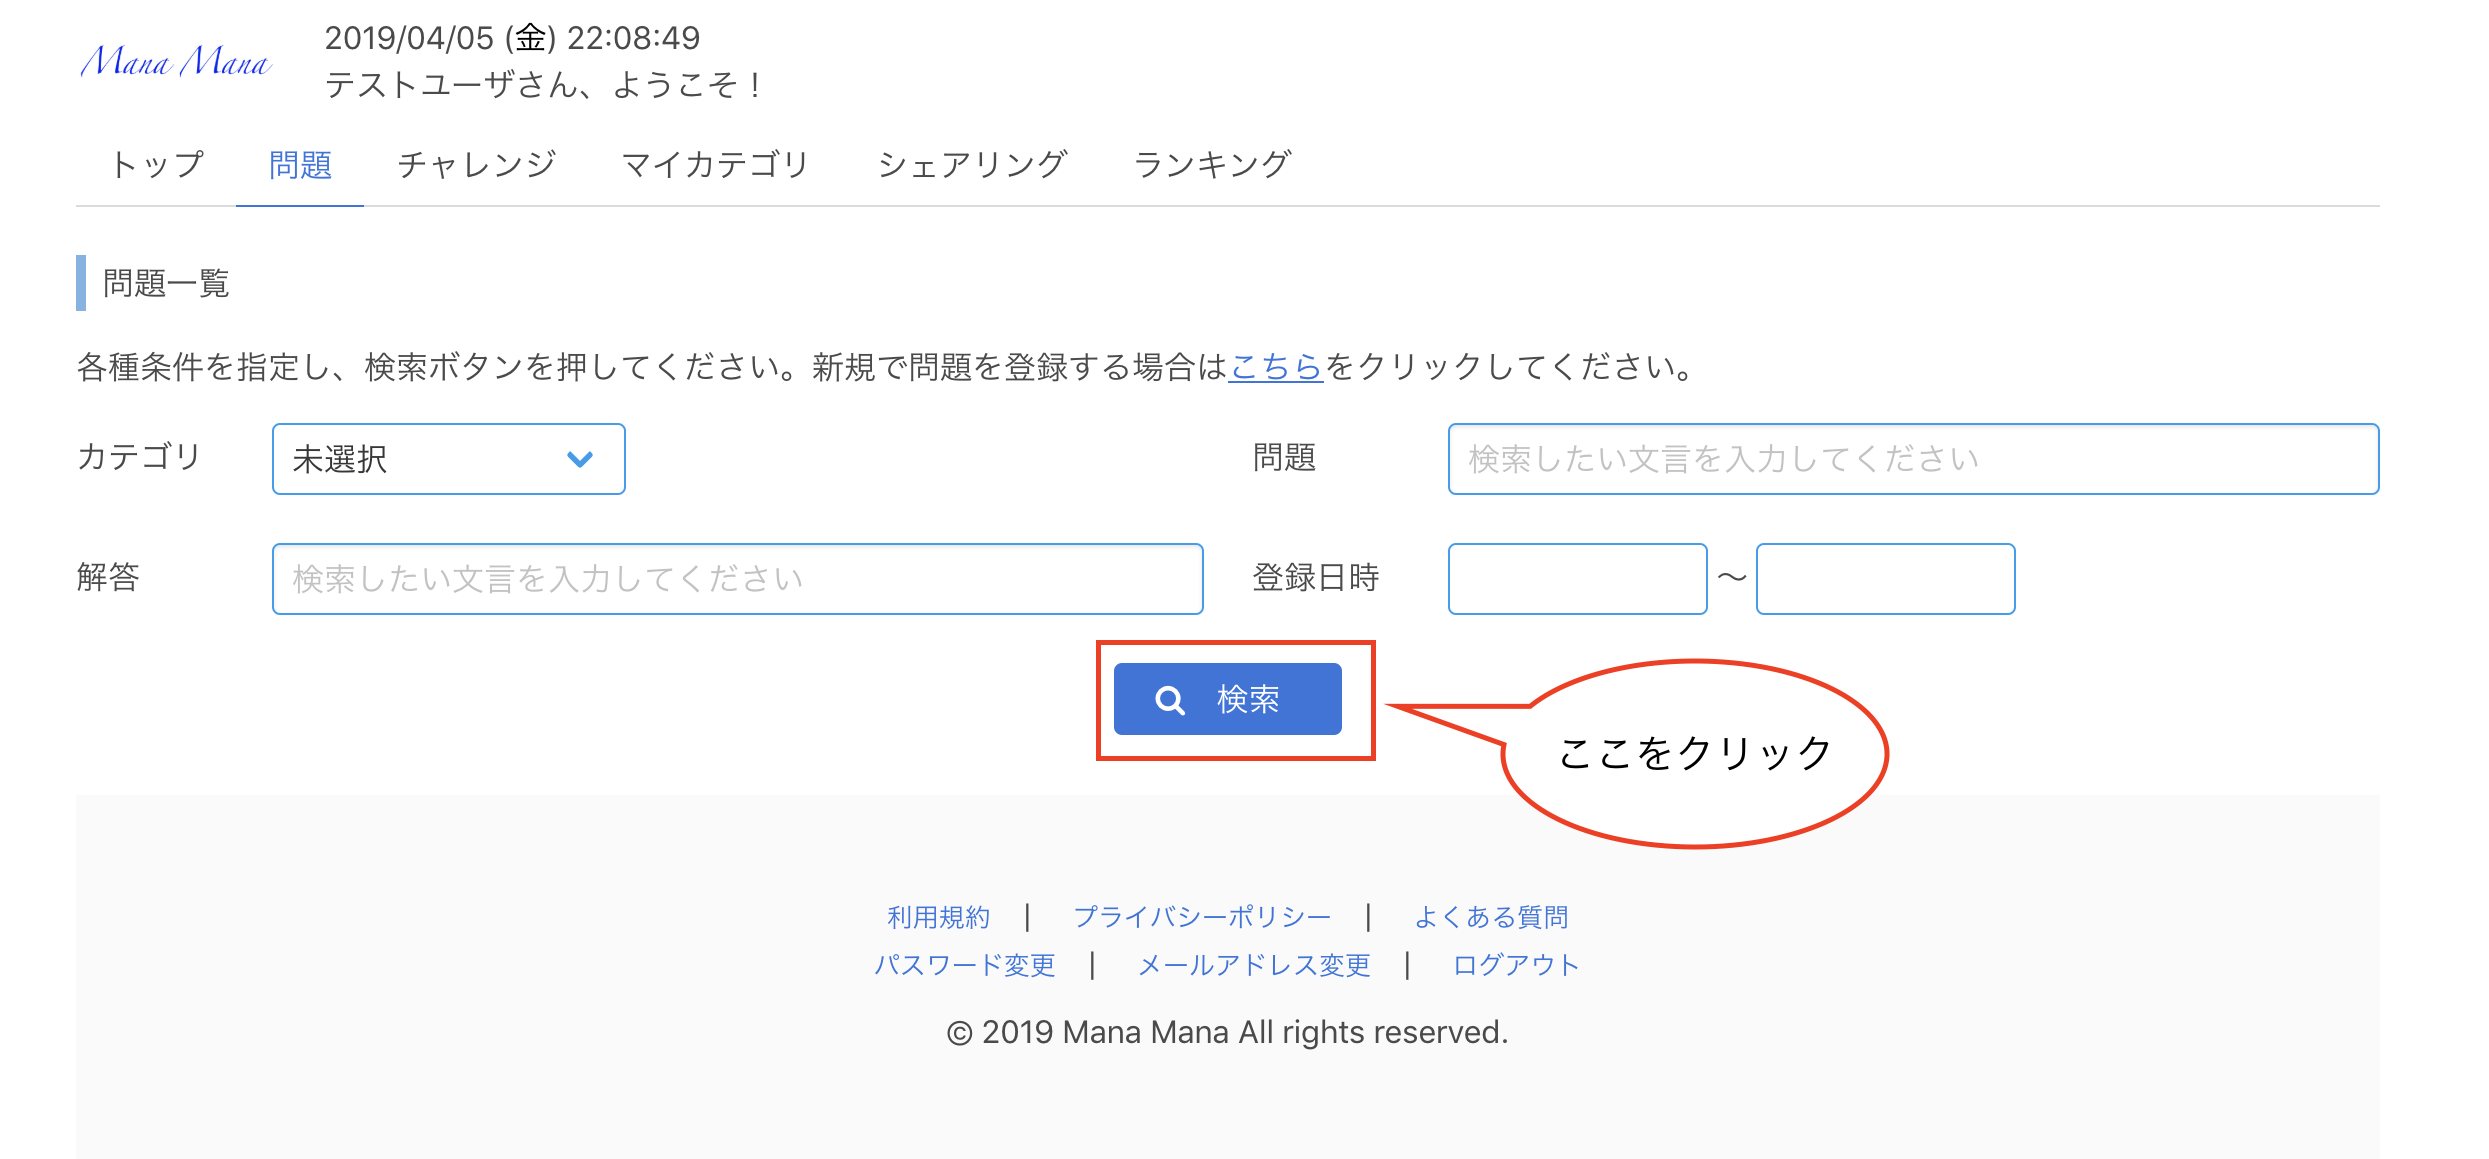 Mana Mana
2019/04/05 (金) 22:08:49
テストユーザさん、ようこそ！
トップ 問題 チャレンジ マイカテゴリ シェアリング ランキング
問題一覧
各種条件を指定し、検索ボタンを押してください。新規で問題を登録する場合はこちらをクリックしてください。
カテゴリ 未選択 問題 検索したい文言を入力してください
解答 検索したい文言を入力してください 登録日時 〜
検索
ここをクリック
利用規約 | プライバシーポリシー | よくある質問
パスワード変更 | メールアドレス変更 | ログアウト
© 2019 Mana Mana All rights reserved.